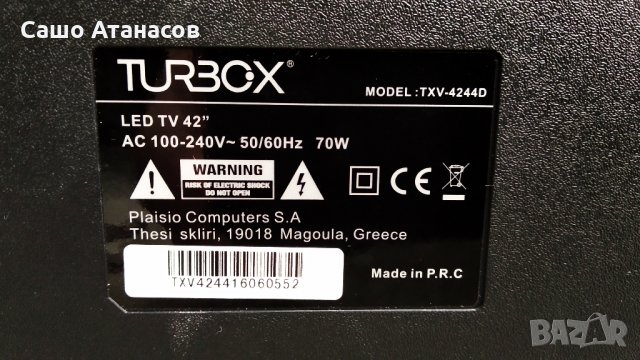 Сашо Атанасов
TURBOX®
MODEL :TXV-4244D
LED TV 42”
AC 100-240V~ 50/60Hz 70W
WARNING
RISK OF ELECTRIC SHOCK
DO NOT OPEN
CE
Plaisio Computers S.A
Thesi skliri, 19018 Magoula, Greece
Made in P.R.C
TXV424416060552
BAZAR